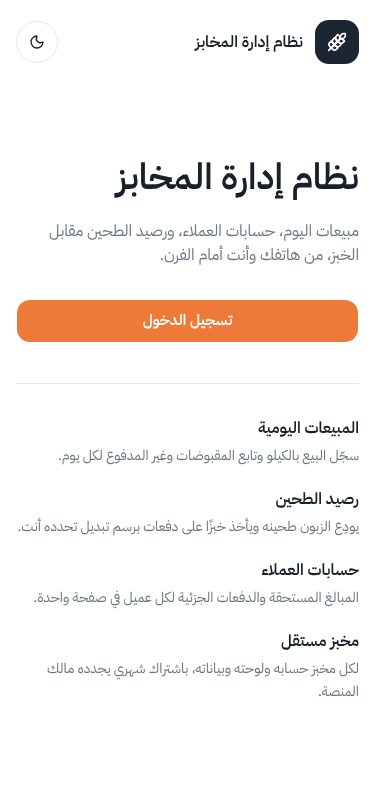 نظام إدارة المخابز
نظام إدارة المخابز
مبيعات اليوم، حسابات العملاء، ورصيد الطحين مقابل
الخبز، من هاتفك وأنت أمام الفرن.
تسجيل الدخول
المبيعات اليومية
سجّل البيع بالكيلو وتابع المقبوضات وغير المدفوع لكل يوم.
رصيد الطحين
يودِع الزبون طحينه ويأخذ خبزًا على دفعات برسم تبديل تحدده أنت.
حسابات العملاء
المبالغ المستحقة والدفعات الجزئية لكل عميل في صفحة واحدة.
مخبز مستقل
لكل مخبز حسابه ولوحته وبياناته، باشتراك شهري يجدده مالك
المنصة.